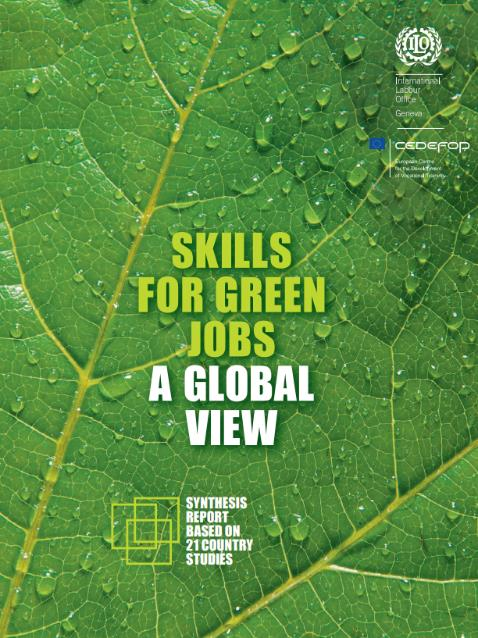 ILO
International
Labour
Office
Geneva
CEDEFOP
European Centre
for the Development
of Vocational Training
SKILLS
FOR GREEN
JOBS
A GLOBAL
VIEW
SYNTHESIS
REPORT
BASED ON
21 COUNTRY
STUDIES